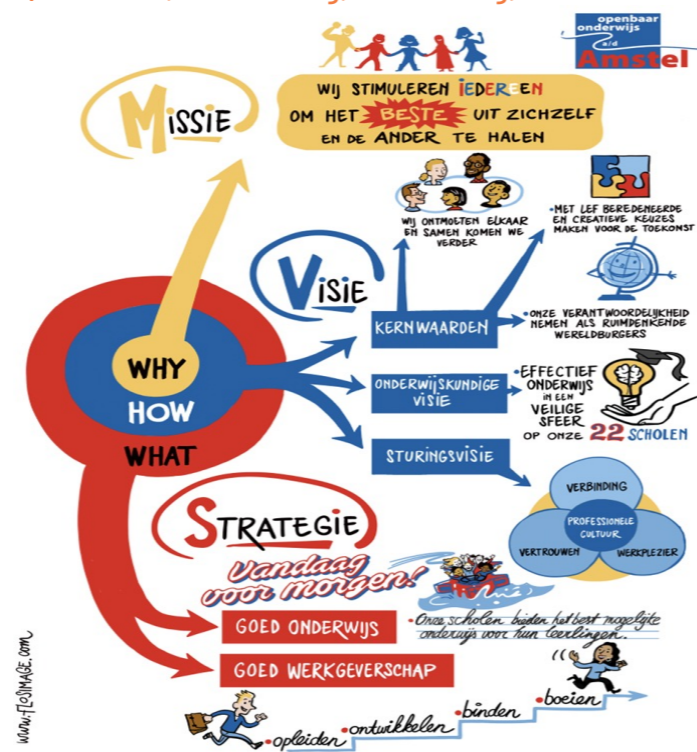 openbaar
onderwijs
a/d
Amstel
MISSIE
WIJ STIMULEREN IEDEREEN
OM HET BESTE UIT ZICHZELF
EN DE ANDER TE HALEN
WIJ ONTMOETEN ELKAAR
EN SAMEN KOMEN WE
VERDER
•MET LEF BEREDENEERDE
EN CREATIEVE KEUZES
MAKEN VOOR DE TOEKOMST
VISIE
KERNWAARDEN
•ONZE VERANTWOORDELIJKHEID
NEMEN ALS RUIMDENKENDE
WERELDBURGERS
WHY
HOW
WHAT
ONDERWIJSKUNDIGE
VISIE
•EFFECTIEF
ONDERWIJS
IN EEN
VEILIGE
SFEER
OP ONZE 22 SCHOLEN
STURINGSVISIE
VERBINDING
PROFESSIONELE
CULTUUR
VERTROUWEN
WERKPLEZIER
STRATEGIE
Vandaag
voor morgen!
GOED ONDERWIJS
•Onze scholen bieden het best mogelijke
onderwijs voor hun leerlingen.
GOED WERKGEVERSCHAP
•opleiden
•ontwikkelen
•binden
•boeien
www.FLOSIMAGE.com